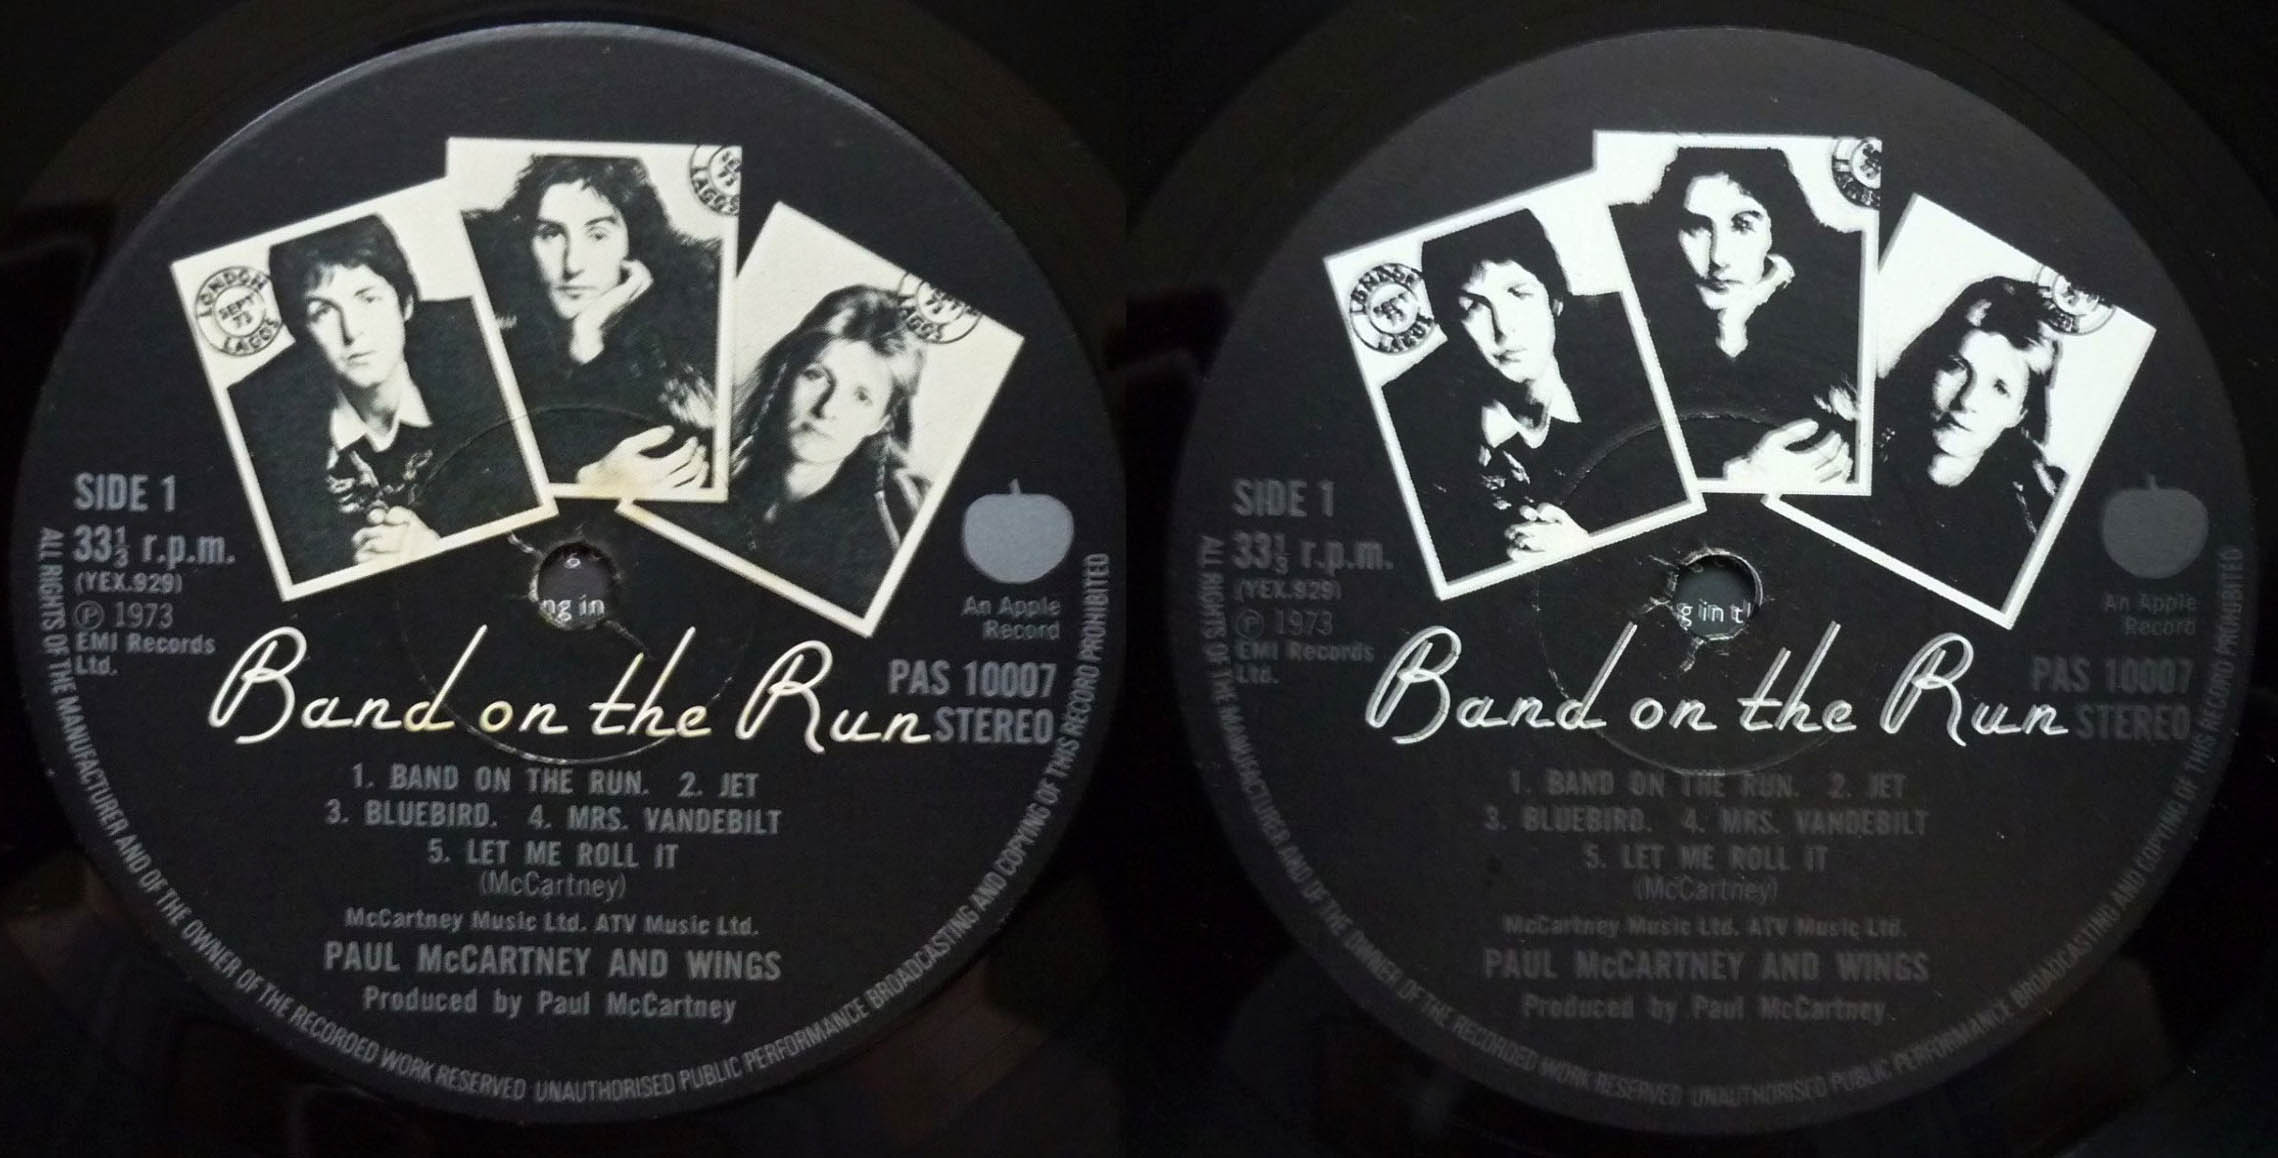 LONDON
SEPT
73
LAGOS
LAGOS
LAGOS
SIDE 1
33⅓ r.p.m.
(YEX.929)
Ⓟ 1973
EMI Records
Ltd.
An Apple
Record
PAS 10007
STEREO
Band on the Run
1. BAND ON THE RUN. 2. JET
3. BLUEBIRD. 4. MRS. VANDEBILT
5. LET ME ROLL IT
(McCartney)
McCartney Music Ltd. ATV Music Ltd.
PAUL McCARTNEY AND WINGS
Produced by Paul McCartney
ALL RIGHTS OF THE MANUFACTURER AND OF THE OWNER OF THE RECORDED WORK RESERVED UNAUTHORISED PUBLIC PERFORMANCE BROADCASTING AND COPYING OF THIS RECORD PROHIBITED
ng in
LONDON
SEPT
73
LAGOS
SIDE 1
33⅓ r.p.m.
(YEX.929)
Ⓟ 1973
EMI Records
Ltd.
An Apple
Record
PAS 10007
STEREO
Band on the Run
1. BAND ON THE RUN. 2. JET
3. BLUEBIRD. 4. MRS. VANDEBILT
5. LET ME ROLL IT
(McCartney)
McCartney Music Ltd. ATV Music Ltd.
PAUL McCARTNEY AND WINGS
Produced by Paul McCartney
ALL RIGHTS OF THE MANUFACTURER AND OF THE OWNER OF THE RECORDED WORK RESERVED UNAUTHORISED PUBLIC PERFORMANCE BROADCASTING AND COPYING OF THIS RECORD PROHIBITED
g in t